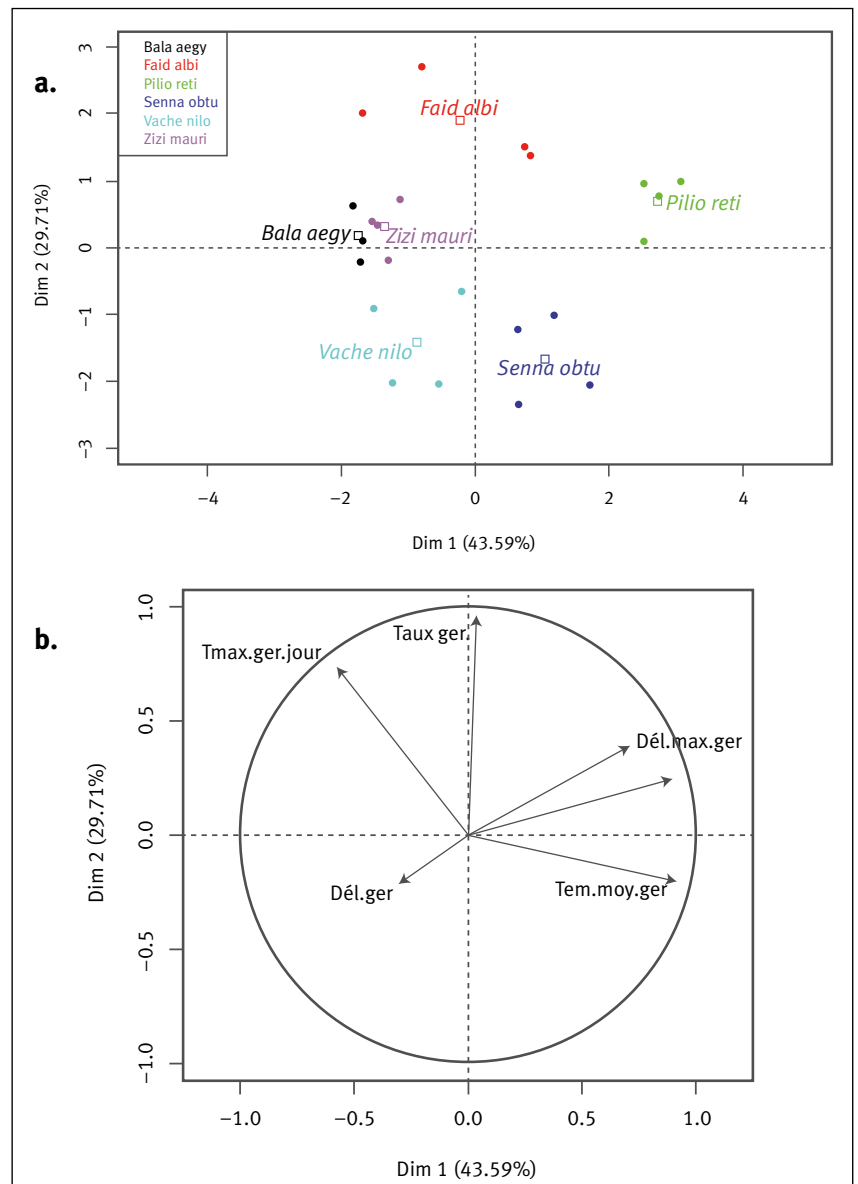 a.
Bala aegy
Faid albi
Pilio reti
Senna obtu
Vache nilo
Zizi mauri
3
2
1
0
−1
−2
−3
Dim 2 (29.71%)
Faid albi
Pilio reti
Bala aegy
Zizi mauri
Vache nilo
Senna obtu
−4 −2 0 2 4
Dim 1 (43.59%)
b.
1.0
0.5
0.0
−0.5
−1.0
Dim 2 (29.71%)
Taux ger.
Tmax.ger.jour
Dél.max.ger
Dél.ger
Tem.moy.ger
−1.0 −0.5 0.0 0.5 1.0
Dim 1 (43.59%)